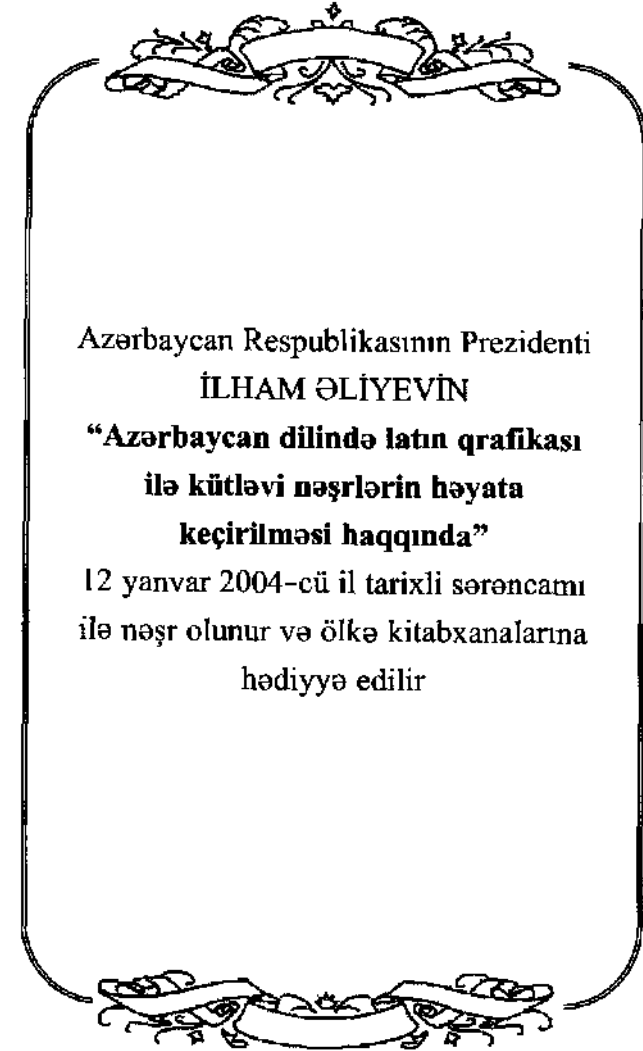 Azərbaycan Respublikasının Prezidenti
İLHAM ƏLİYEVİN
“Azərbaycan dilində latın qrafikası
ilə kütləvi nəşrlərin həyata
keçirilməsi haqqında”
12 yanvar 2004-cü il tarixli sərəncamı
ilə nəşr olunur və ölkə kitabxanalarına
hədiyyə edilir